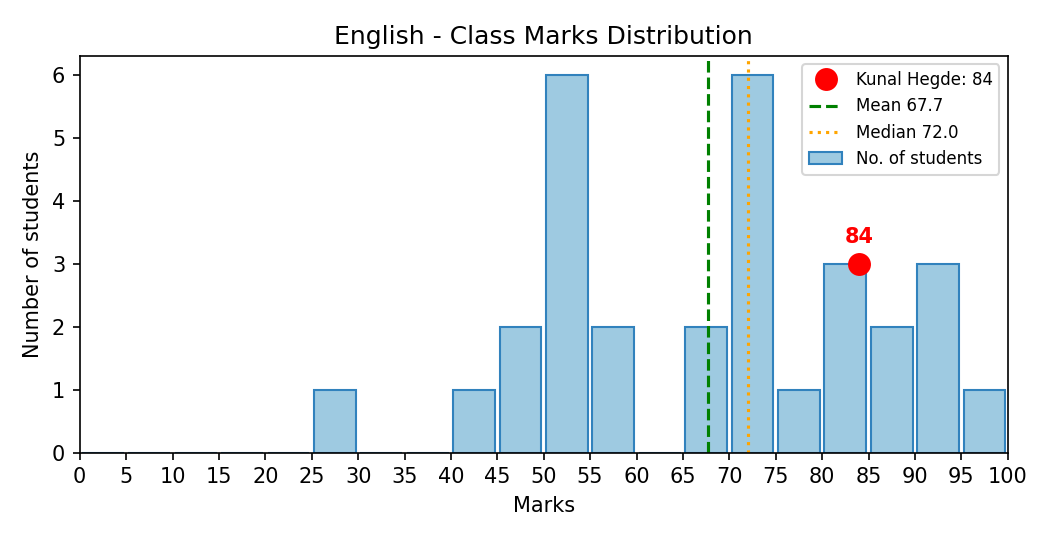 English - Class Marks Distribution
Number of students
6
5
4
3
2
1
0
Kunal Hegde: 84
Mean 67.7
Median 72.0
No. of students
84
0 5 10 15 20 25 30 35 40 45 50 55 60 65 70 75 80 85 90 95 100
Marks